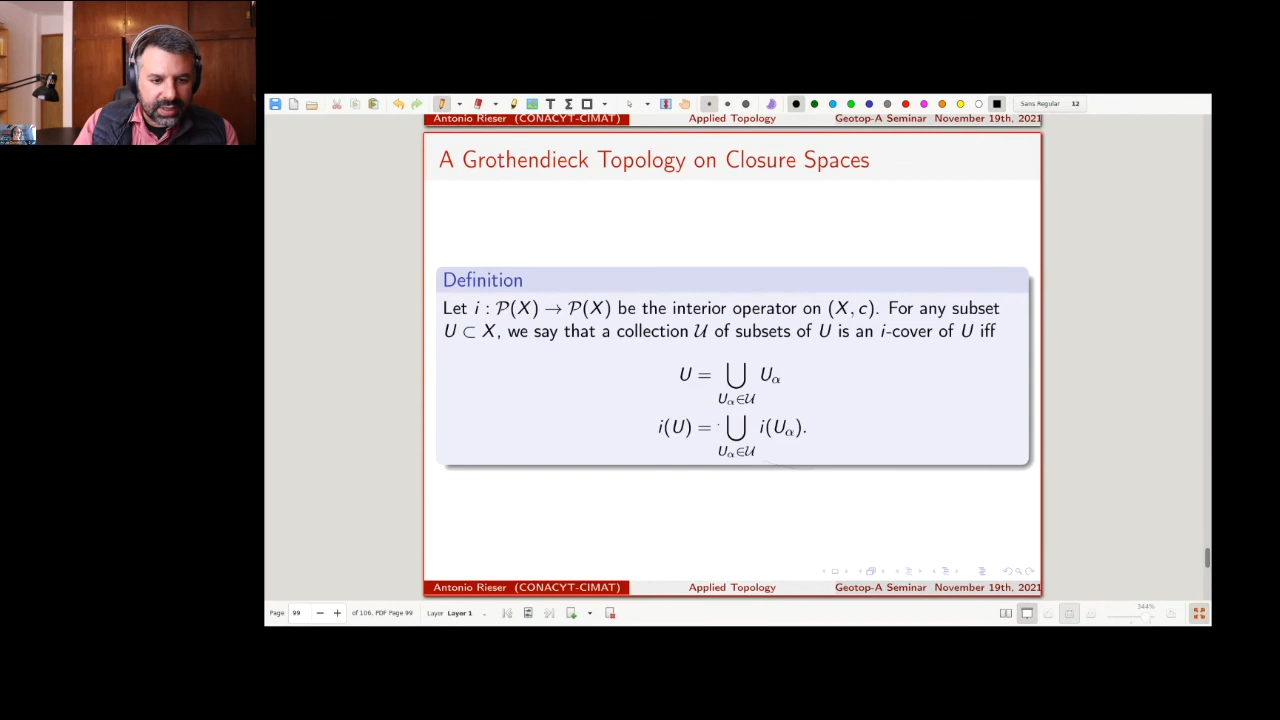 Sans Regular 12
Antonio Rieser (CONACYT-CIMAT) Applied Topology Geotop-A Seminar November 19th, 2021
A Grothendieck Topology on Closure Spaces
Definition
Let i : 𝒫(X) → 𝒫(X) be the interior operator on (X, c). For any subset
U ⊂ X, we say that a collection 𝒰 of subsets of U is an i-cover of U iff
U = ⋃ U_α
U_α∈𝒰
i(U) = ⋃ i(U_α).
U_α∈𝒰
Antonio Rieser (CONACYT-CIMAT) Applied Topology Geotop-A Seminar November 19th, 2021
Page 99 of 106, PDF Page 99 Layer Layer 1 344%